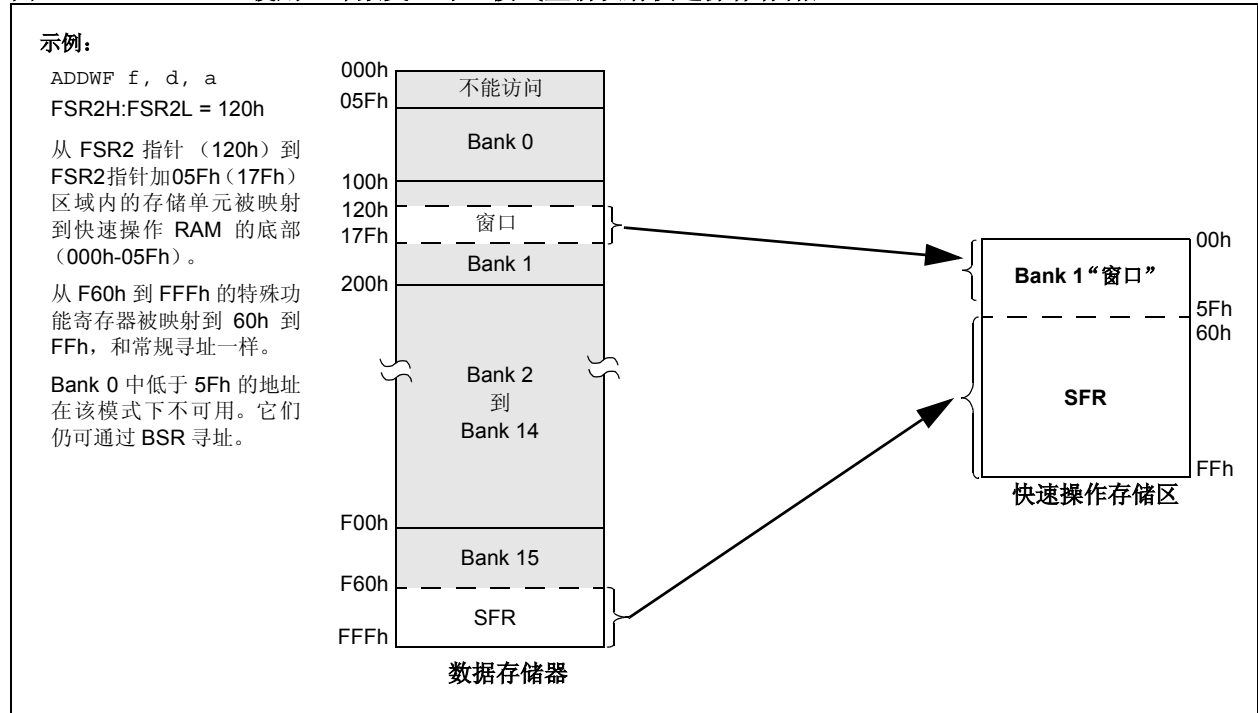 示例：
ADDWF f, d, a
FSR2H:FSR2L = 120h
从 FSR2 指针 （120h）到
FSR2指针加05Fh（17Fh）
区域内的存储单元被映射
到快速操作 RAM 的底部
（000h-05Fh）。
从 F60h 到 FFFh 的特殊功
能寄存器被映射到 60h 到
FFh，和常规寻址一样。
Bank 0 中低于 5Fh 的地址
在该模式下不可用。它们
仍可通过 BSR 寻址。
000h
不能访问
05Fh
Bank 0
100h
120h
窗口
17Fh
Bank 1
200h
Bank 2
到
Bank 14
F00h
Bank 15
F60h
SFR
FFFh
数据存储器
00h
Bank 1“窗口”
5Fh
60h
SFR
FFh
快速操作存储区